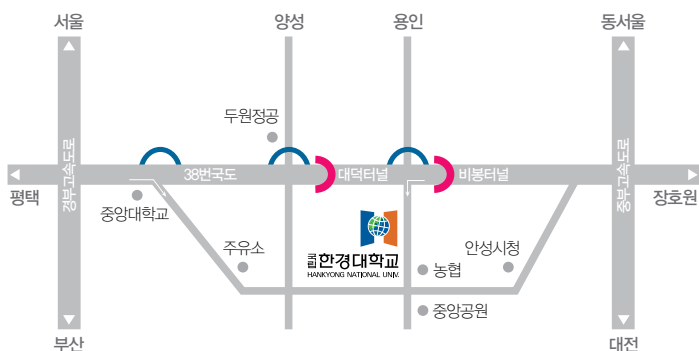 서울
양성
용인
동서울
두원정공
경부고속도로
38번국도
대덕터널
비봉터널
중부고속도로
평택
장호원
중앙대학교
주유소
국립 한경대학교
HANKYONG NATIONAL UNIV.
안성시청
농협
중앙공원
부산
대전